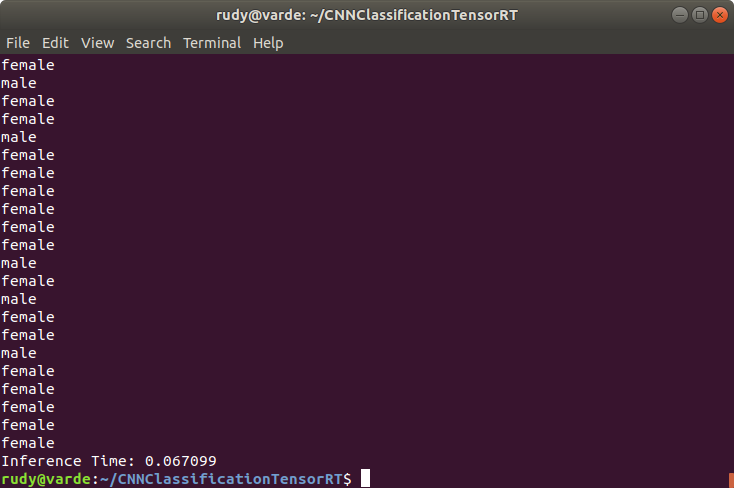 rudy@varde: ~/CNNClassificationTensorRT
File Edit View Search Terminal Help
female
male
female
female
male
female
female
female
female
female
female
male
female
male
female
female
male
female
female
female
female
female
Inference Time: 0.067099
rudy@varde:~/CNNClassificationTensorRT$